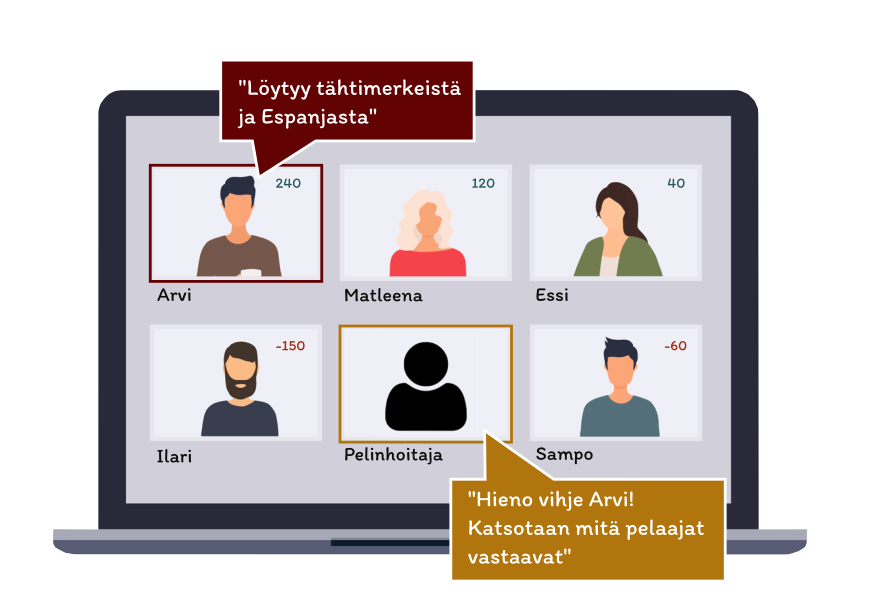 "Löytyy tähtimerkeistä
ja Espanjasta"
240
120
40
Arvi
Matleena
Essi
-150
-60
Ilari
Pelinhoitaja
Sampo
"Hieno vihje Arvi!
Katsotaan mitä pelaajat
vastaavat"